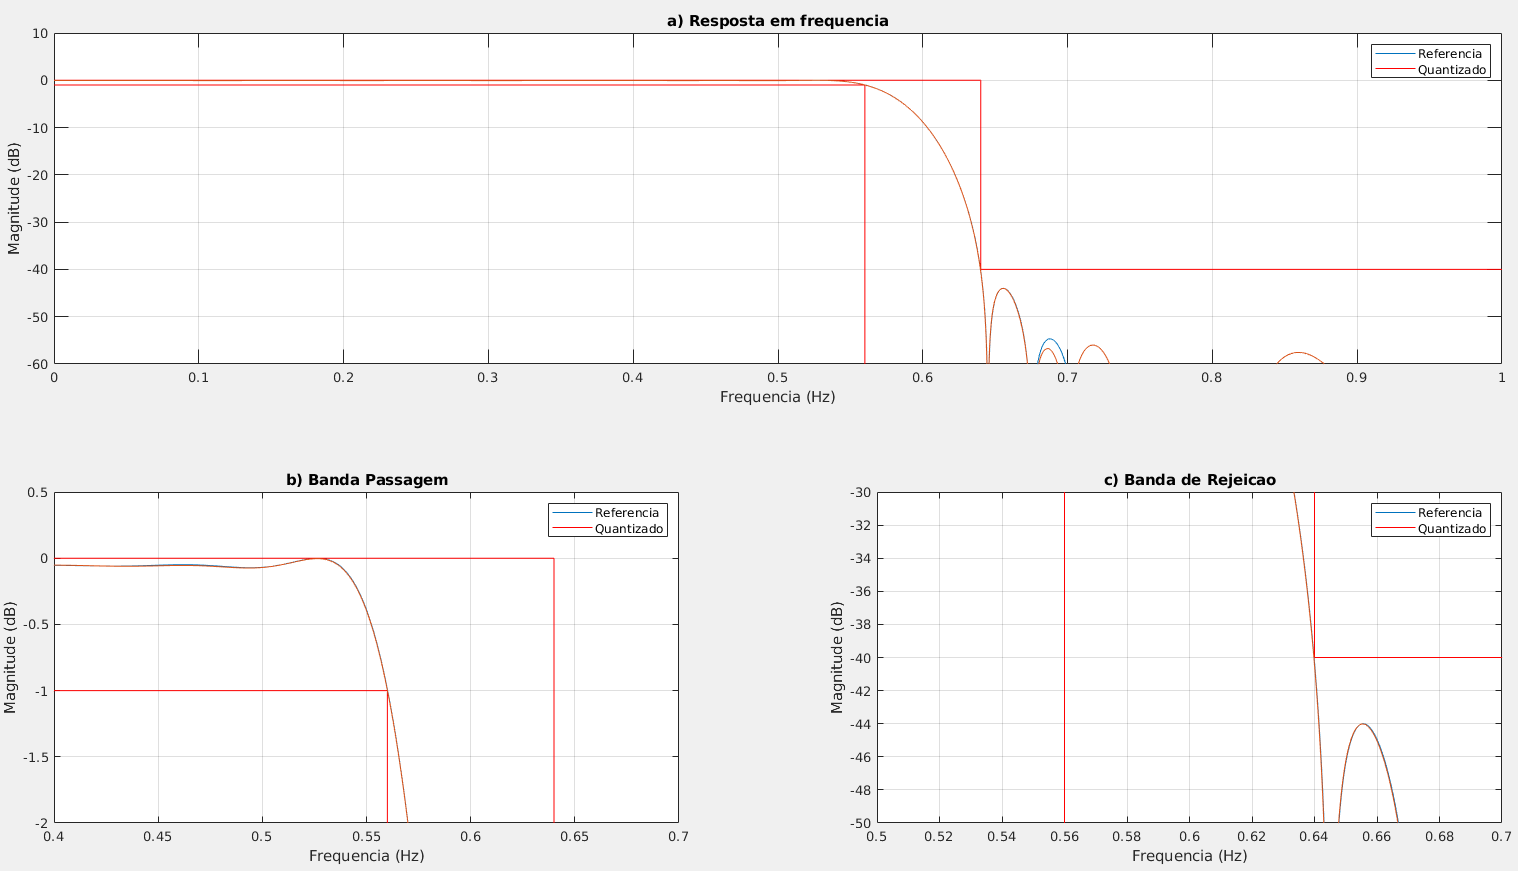 a) Resposta em frequencia
10
0
-10
-20
-30
-40
-50
-60
Magnitude (dB)
Referencia
Quantizado
0 0.1 0.2 0.3 0.4 0.5 0.6 0.7 0.8 0.9 1
Frequencia (Hz)
b) Banda Passagem
0.5
0
-0.5
-1
-1.5
-2
Magnitude (dB)
Referencia
Quantizado
0.4 0.45 0.5 0.55 0.6 0.65 0.7
Frequencia (Hz)
c) Banda de Rejeicao
-30
-32
-34
-36
-38
-40
-42
-44
-46
-48
-50
Magnitude (dB)
Referencia
Quantizado
0.5 0.52 0.54 0.56 0.58 0.6 0.62 0.64 0.66 0.68 0.7
Frequencia (Hz)